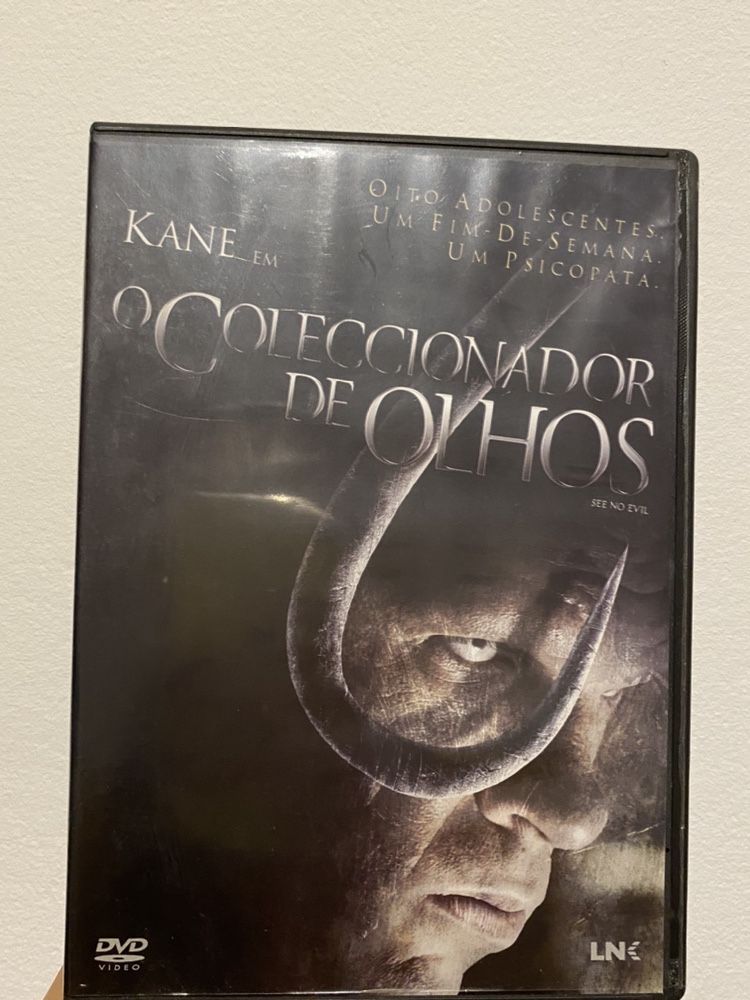 OITO ADOLESCENTES.
UM FIM-DE-SEMANA.
UM PSICOPATA.
KANE EM
O COLECCIONADOR
DE OLHOS
SEE NO EVIL
DVD
VIDEO
LNK